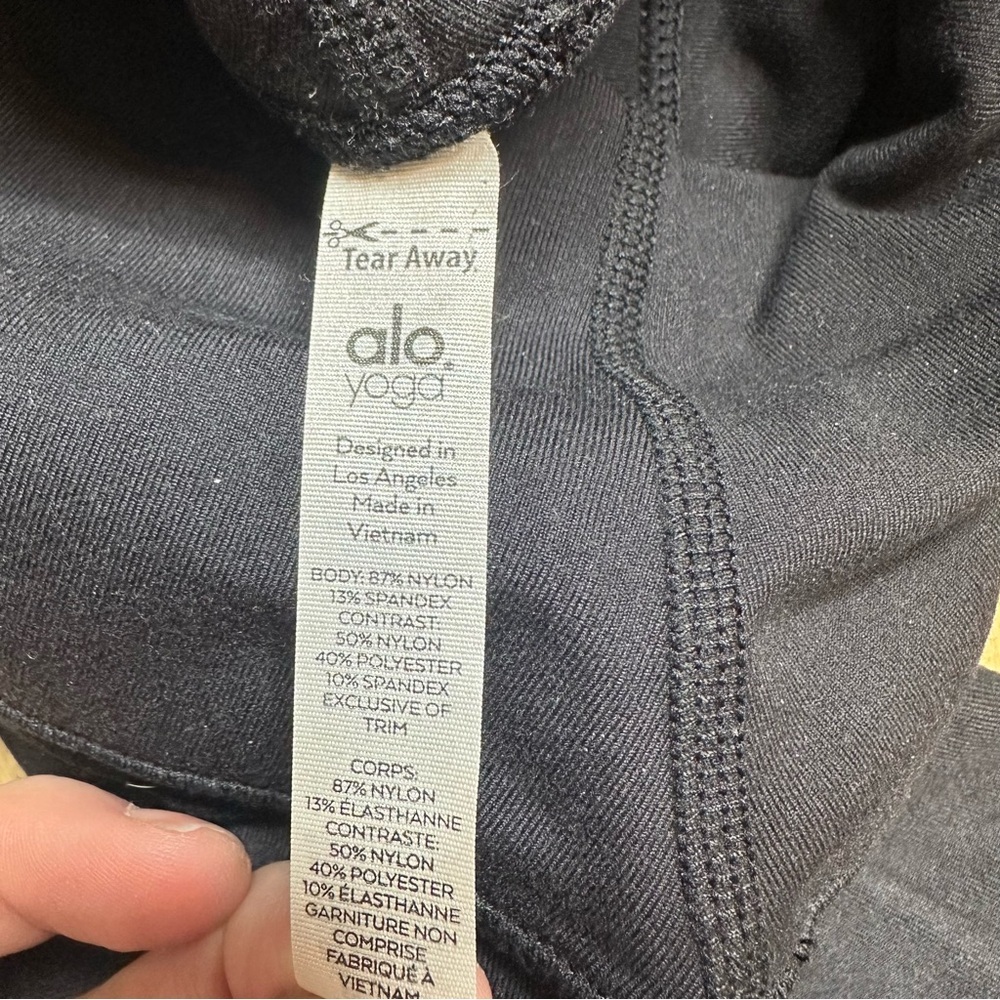 Tear Away
alo
yoga
Designed in
Los Angeles
Made in
Vietnam
BODY: 87% NYLON
13% SPANDEX
CONTRAST:
50% NYLON
40% POLYESTER
10% SPANDEX
EXCLUSIVE OF
TRIM
CORPS:
87% NYLON
13% ÉLASTHANNE
CONTRASTE:
50% NYLON
40% POLYESTER
10% ÉLASTHANNE
GARNITURE NON
COMPRISE
FABRIQUÉ À
VIETNAM